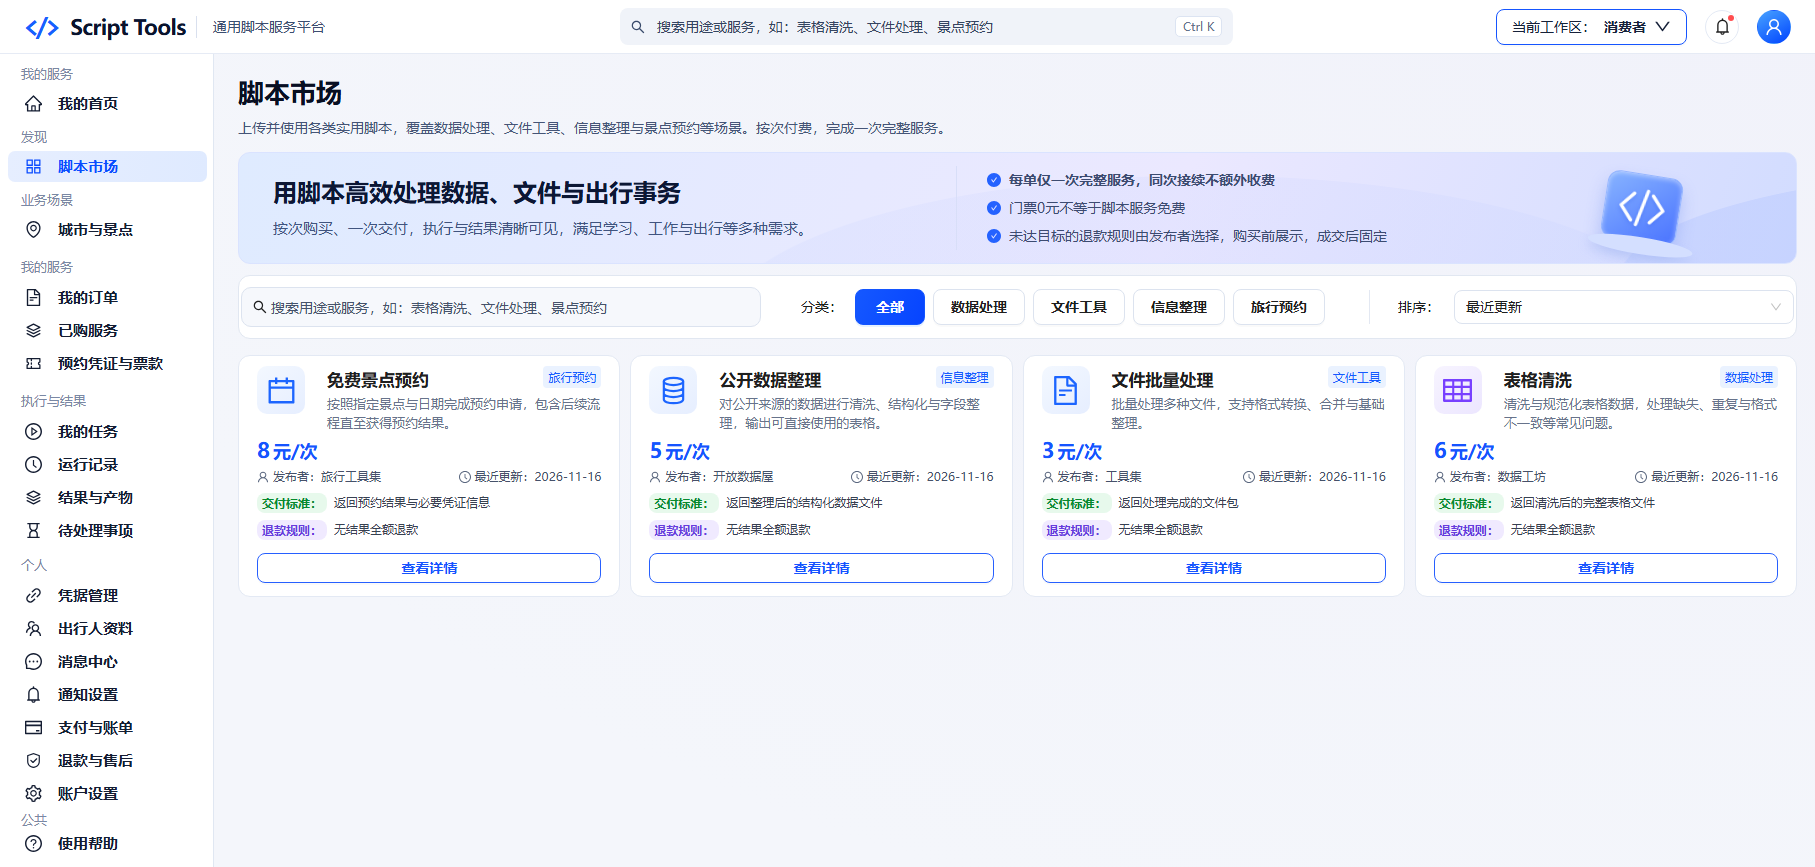 Script Tools
通用脚本服务平台
搜索用途或服务，如：表格清洗、文件处理、景点预约
Ctrl K
当前工作区： 消费者
我的服务
我的首页
发现
脚本市场
业务场景
城市与景点
我的服务
我的订单
已购服务
预约凭证与票款
执行与结果
我的任务
运行记录
结果与产物
待处理事项
个人
凭据管理
出行人资料
消息中心
通知设置
支付与账单
退款与售后
账户设置
公共
使用帮助
脚本市场
上传并使用各类实用脚本，覆盖数据处理、文件工具、信息整理与景点预约等场景。按次付费，完成一次完整服务。
用脚本高效处理数据、文件与出行事务
按次购买、一次交付，执行与结果清晰可见，满足学习、工作与出行等多种需求。
每单仅一次完整服务，同次接续不额外收费
门票0元不等于脚本服务免费
未达目标的退款规则由发布者选择，购买前展示，成交后固定
搜索用途或服务，如：表格清洗、文件处理、景点预约
分类： 全部 数据处理 文件工具 信息整理 旅行预约
排序： 最近更新
免费景点预约 旅行预约
按照指定景点与日期完成预约申请，包含后续流
程直至获得预约结果。
8 元/次
发布者：旅行工具集 最近更新：2026-11-16
交付标准： 返回预约结果与必要凭证信息
退款规则： 无结果全额退款
查看详情
公开数据整理 信息整理
对公开来源的数据进行清洗、结构化与字段整
理，输出可直接使用的表格。
5 元/次
发布者：开放数据屋 最近更新：2026-11-16
交付标准： 返回整理后的结构化数据文件
退款规则： 无结果全额退款
查看详情
文件批量处理 文件工具
批量处理多种文件，支持格式转换、合并与基础
整理。
3 元/次
发布者：工具集 最近更新：2026-11-16
交付标准： 返回处理完成的文件包
退款规则： 无结果全额退款
查看详情
表格清洗 数据处理
清洗与规范化表格数据，处理缺失、重复与格式
不一致等常见问题。
6 元/次
发布者：数据工坊 最近更新：2026-11-16
交付标准： 返回清洗后的完整表格文件
退款规则： 无结果全额退款
查看详情